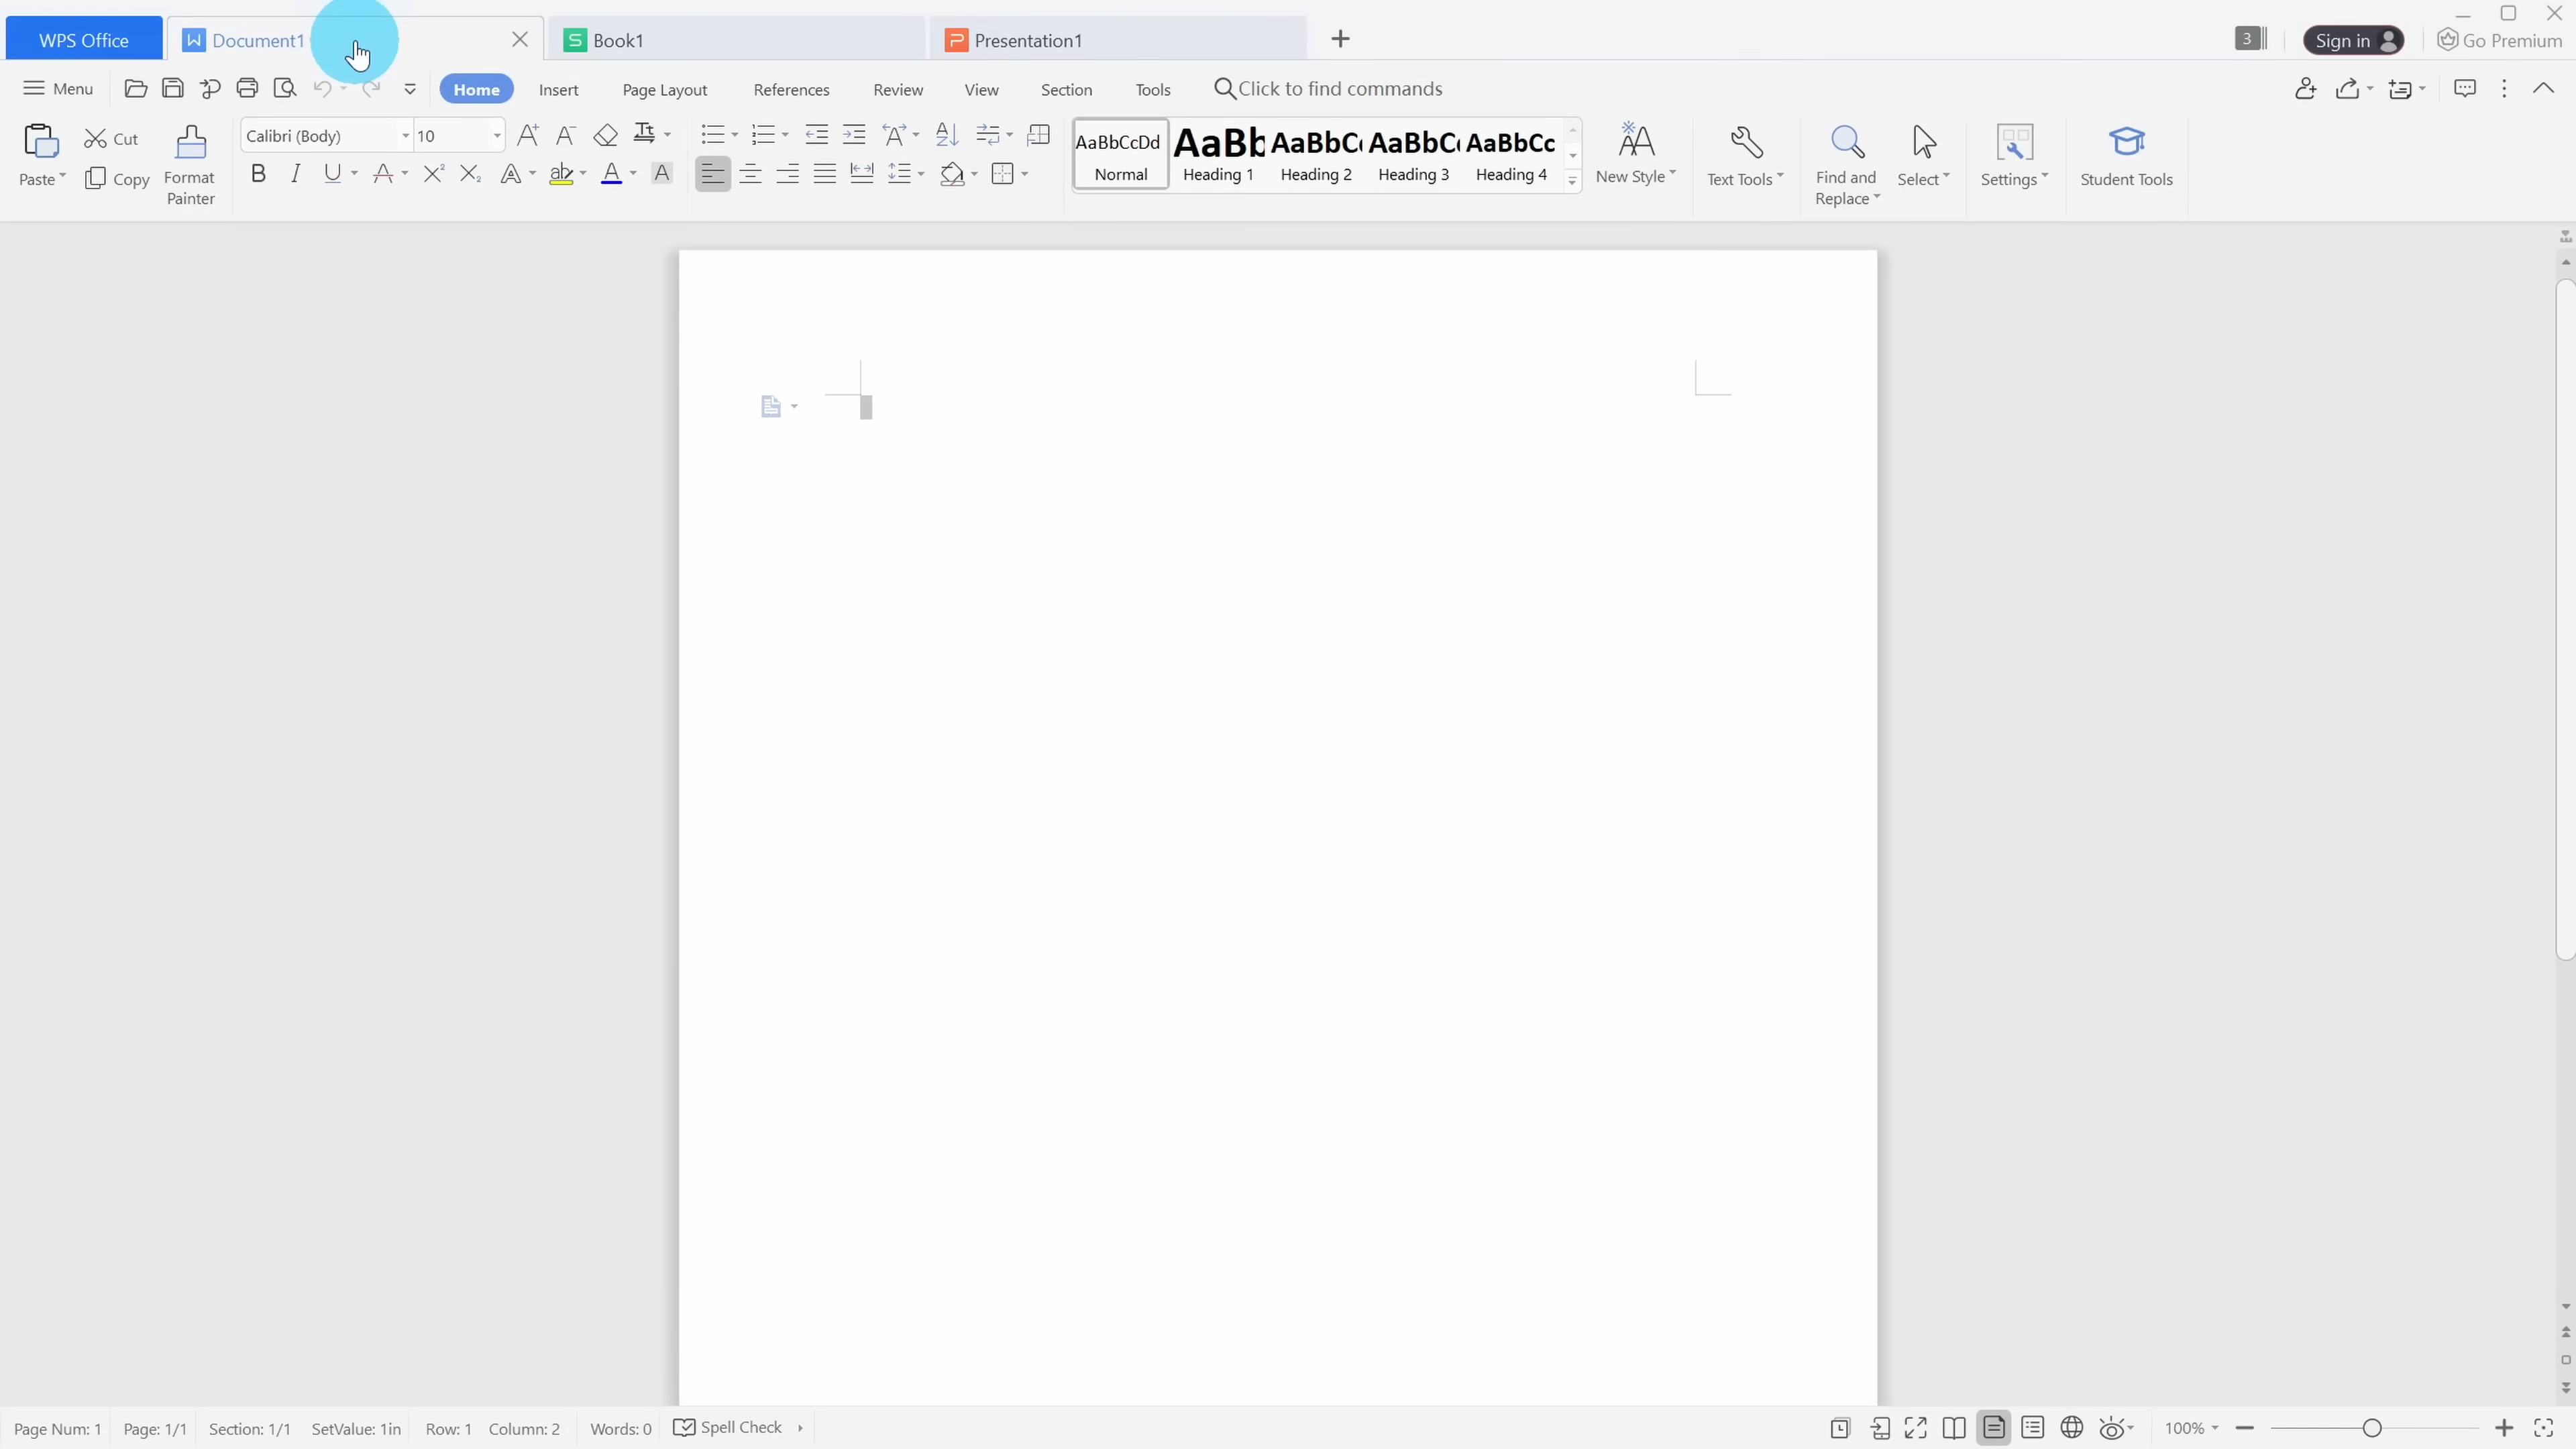 WPS Office
Document1
Book1
Presentation1
3
Sign in
Go Premium
Menu
Home
Insert
Page Layout
References
Review
View
Section
Tools
Click to find commands
Paste
Cut
Copy
Format
Painter
Calibri (Body)
10
AaBbCcDd
Normal
AaBb
Heading 1
AaBbC
Heading 2
AaBbC
Heading 3
AaBbCc
Heading 4
New Style
Text Tools
Find and
Replace
Select
Settings
Student Tools
Page Num: 1
Page: 1/1
Section: 1/1
SetValue: 1in
Row: 1
Column: 2
Words: 0
Spell Check
100%